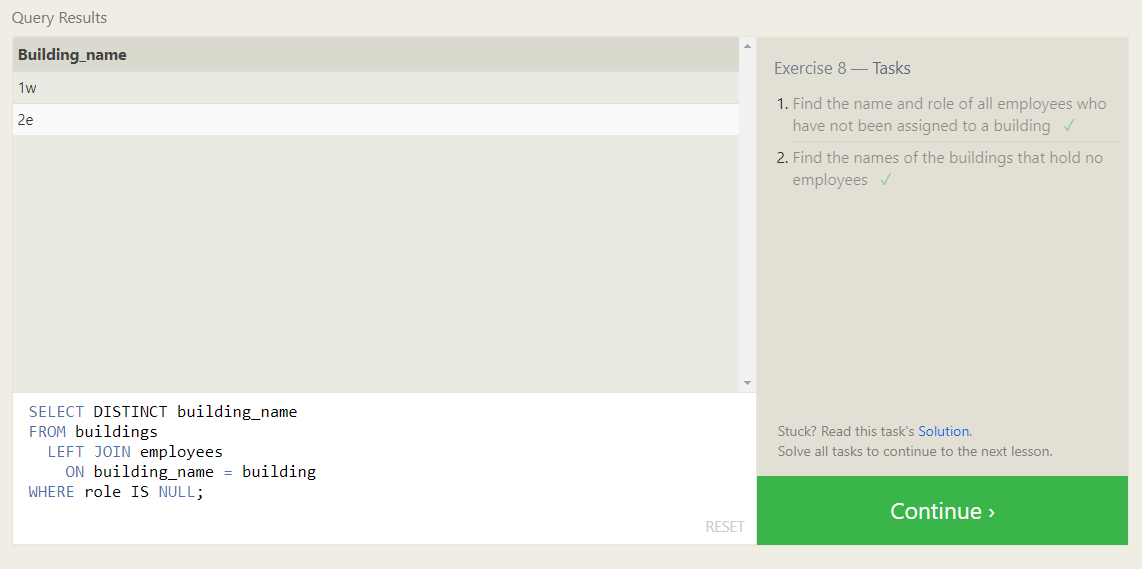 Query Results
Building_name
1w
2e
Exercise 8 — Tasks
1. Find the name and role of all employees who
have not been assigned to a building ✓
2. Find the names of the buildings that hold no
employees ✓
SELECT DISTINCT building_name
FROM buildings
  LEFT JOIN employees
    ON building_name = building
WHERE role IS NULL;
RESET
Stuck? Read this task's Solution.
Solve all tasks to continue to the next lesson.
Continue ›